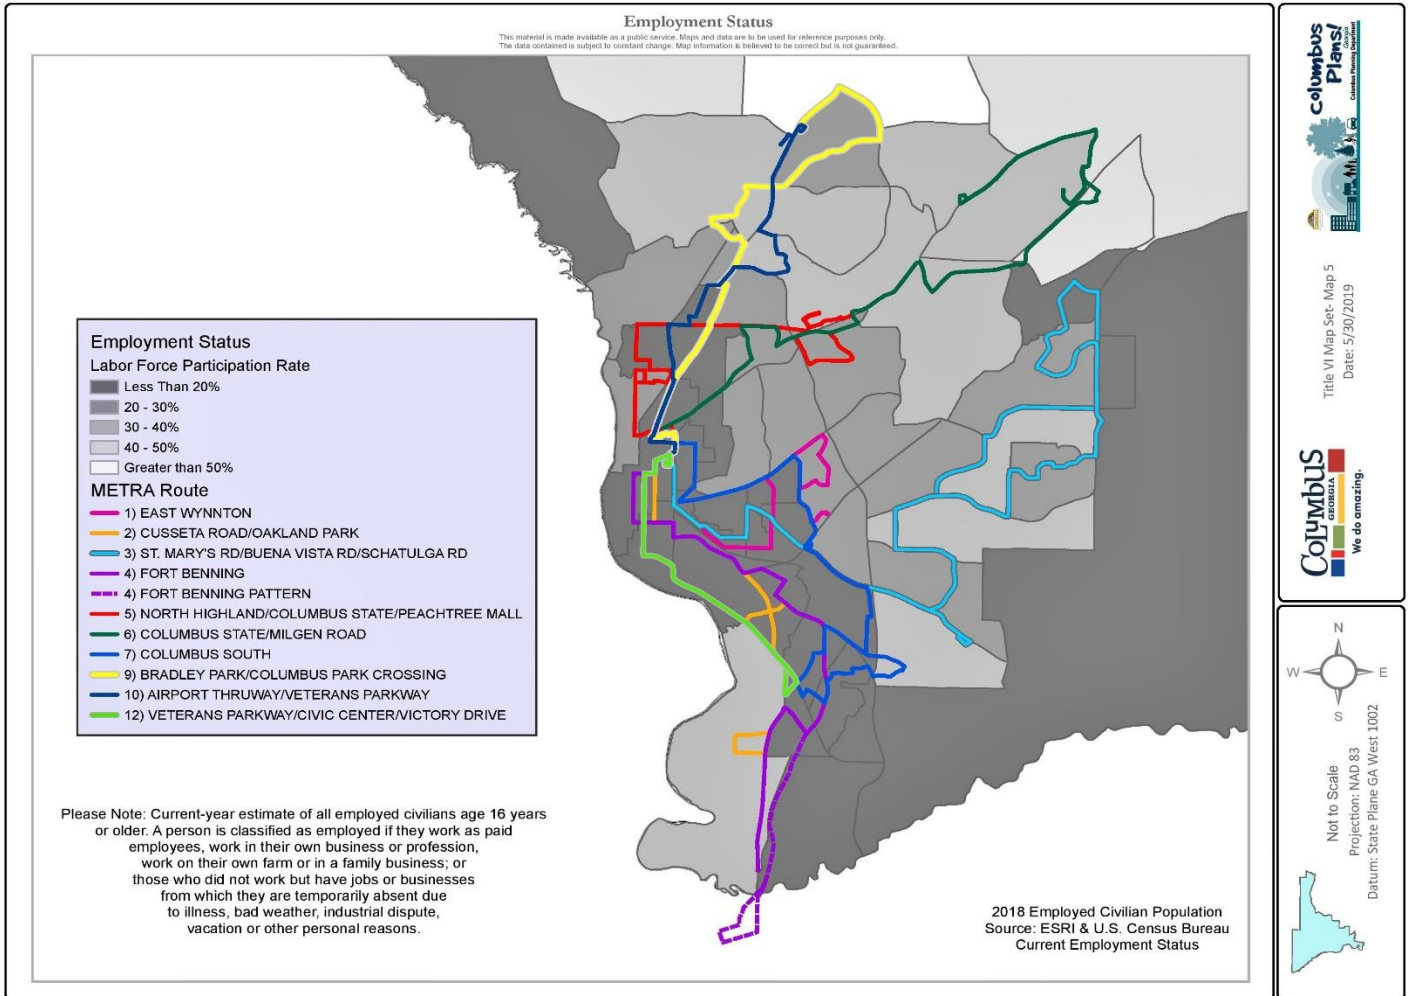 Employment Status
This material is made available as a public service. Maps and data are to be used for reference purposes only.
The data contained is subject to constant change. Map information is believed to be correct but is not guaranteed.
Employment Status
Labor Force Participation Rate
Less Than 20%
20 - 30%
30 - 40%
40 - 50%
Greater than 50%
METRA Route
1) EAST WYNNTON
2) CUSSETA ROAD/OAKLAND PARK
3) ST. MARY'S RD/BUENA VISTA RD/SCHATULGA RD
4) FORT BENNING
4) FORT BENNING PATTERN
5) NORTH HIGHLAND/COLUMBUS STATE/PEACHTREE MALL
6) COLUMBUS STATE/MILGEN ROAD
7) COLUMBUS SOUTH
9) BRADLEY PARK/COLUMBUS PARK CROSSING
10) AIRPORT THRUWAY/VETERANS PARKWAY
12) VETERANS PARKWAY/CIVIC CENTER/VICTORY DRIVE
Please Note: Current-year estimate of all employed civilians age 16 years
or older. A person is classified as employed if they work as paid
employees, work in their own business or profession,
work on their own farm or in a family business; or
those who did not work but have jobs or businesses
from which they are temporarily absent due
to illness, bad weather, industrial dispute,
vacation or other personal reasons.
2018 Employed Civilian Population
Source: ESRI & U.S. Census Bureau
Current Employment Status
Columbus
Georgia
Plans!
Columbus Planning Department
Title VI Map Set- Map 5
Date: 5/30/2019
COLUMBUS
GEORGIA
We do amazing.
N
W
E
S
Not to Scale
Projection: NAD 83
Datum: State Plane GA West 1002